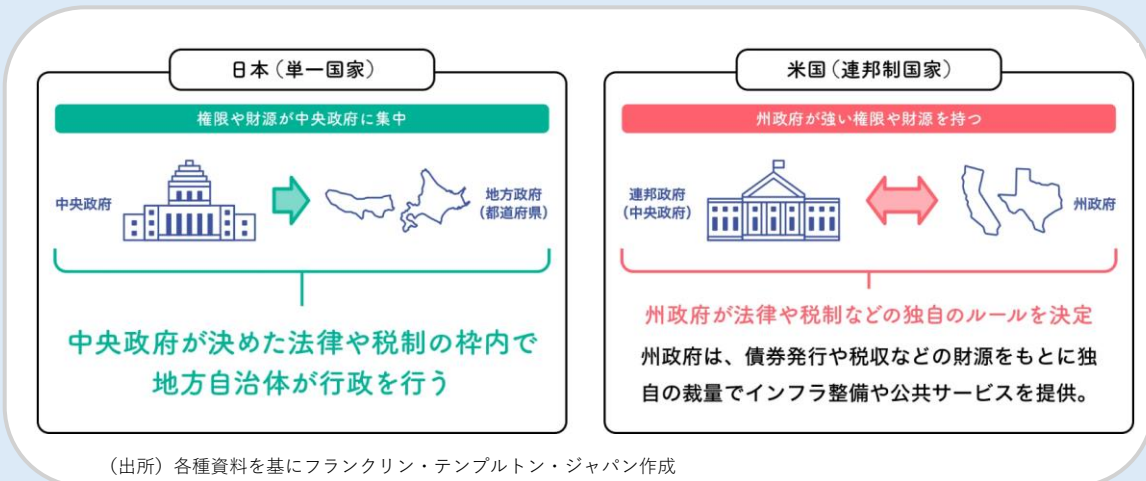 日本（単一国家）
権限や財源が中央政府に集中
中央政府
地方政府
（都道府県）
中央政府が決めた法律や税制の枠内で
地方自治体が行政を行う
米国（連邦制国家）
州政府が強い権限や財源を持つ
連邦政府
（中央政府）
州政府
州政府が法律や税制などの独自のルールを決定
州政府は、債券発行や税収などの財源をもとに独
自の裁量でインフラ整備や公共サービスを提供。
（出所）各種資料を基にフランクリン・テンプルトン・ジャパン作成